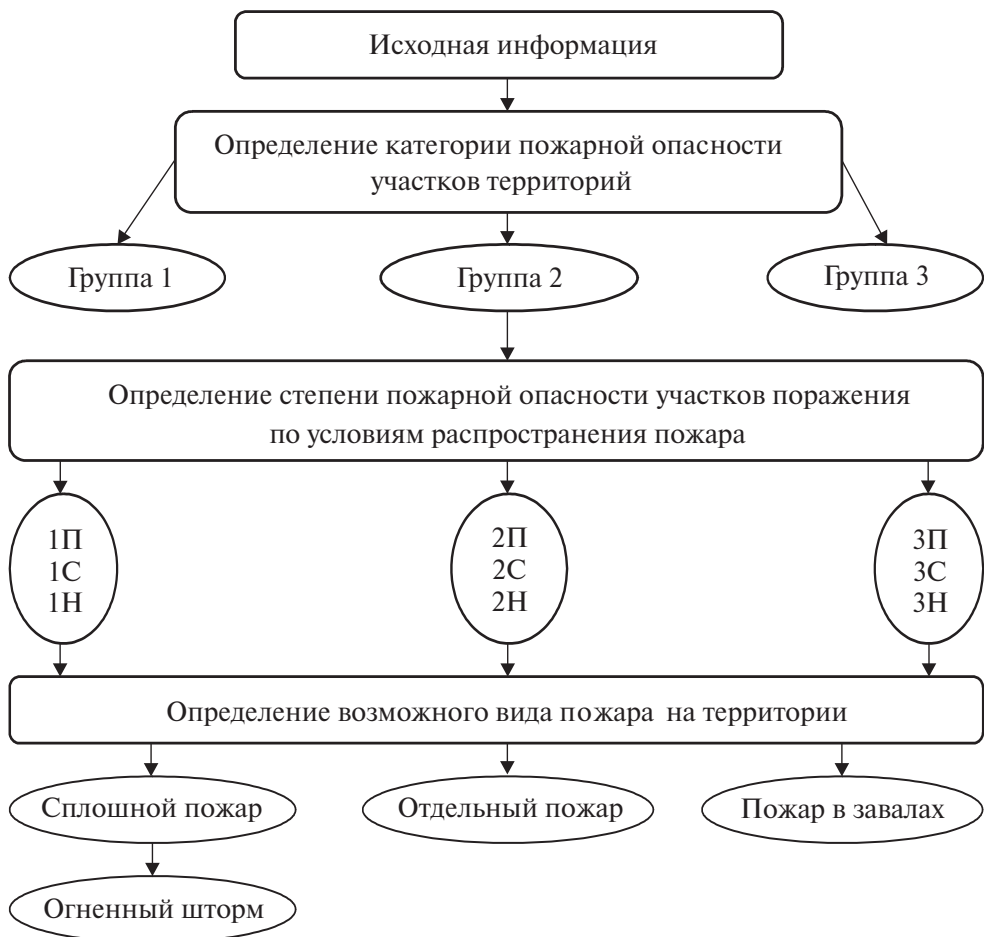 Исходная информация
Определение категории пожарной опасности
участков территорий
Группа 1
Группа 2
Группа 3
Определение степени пожарной опасности участков поражения
по условиям распространения пожара
1П
1С
1Н
2П
2С
2Н
3П
3С
3Н
Определение возможного вида пожара на территории
Сплошной пожар
Отдельный пожар
Пожар в завалах
Огненный шторм